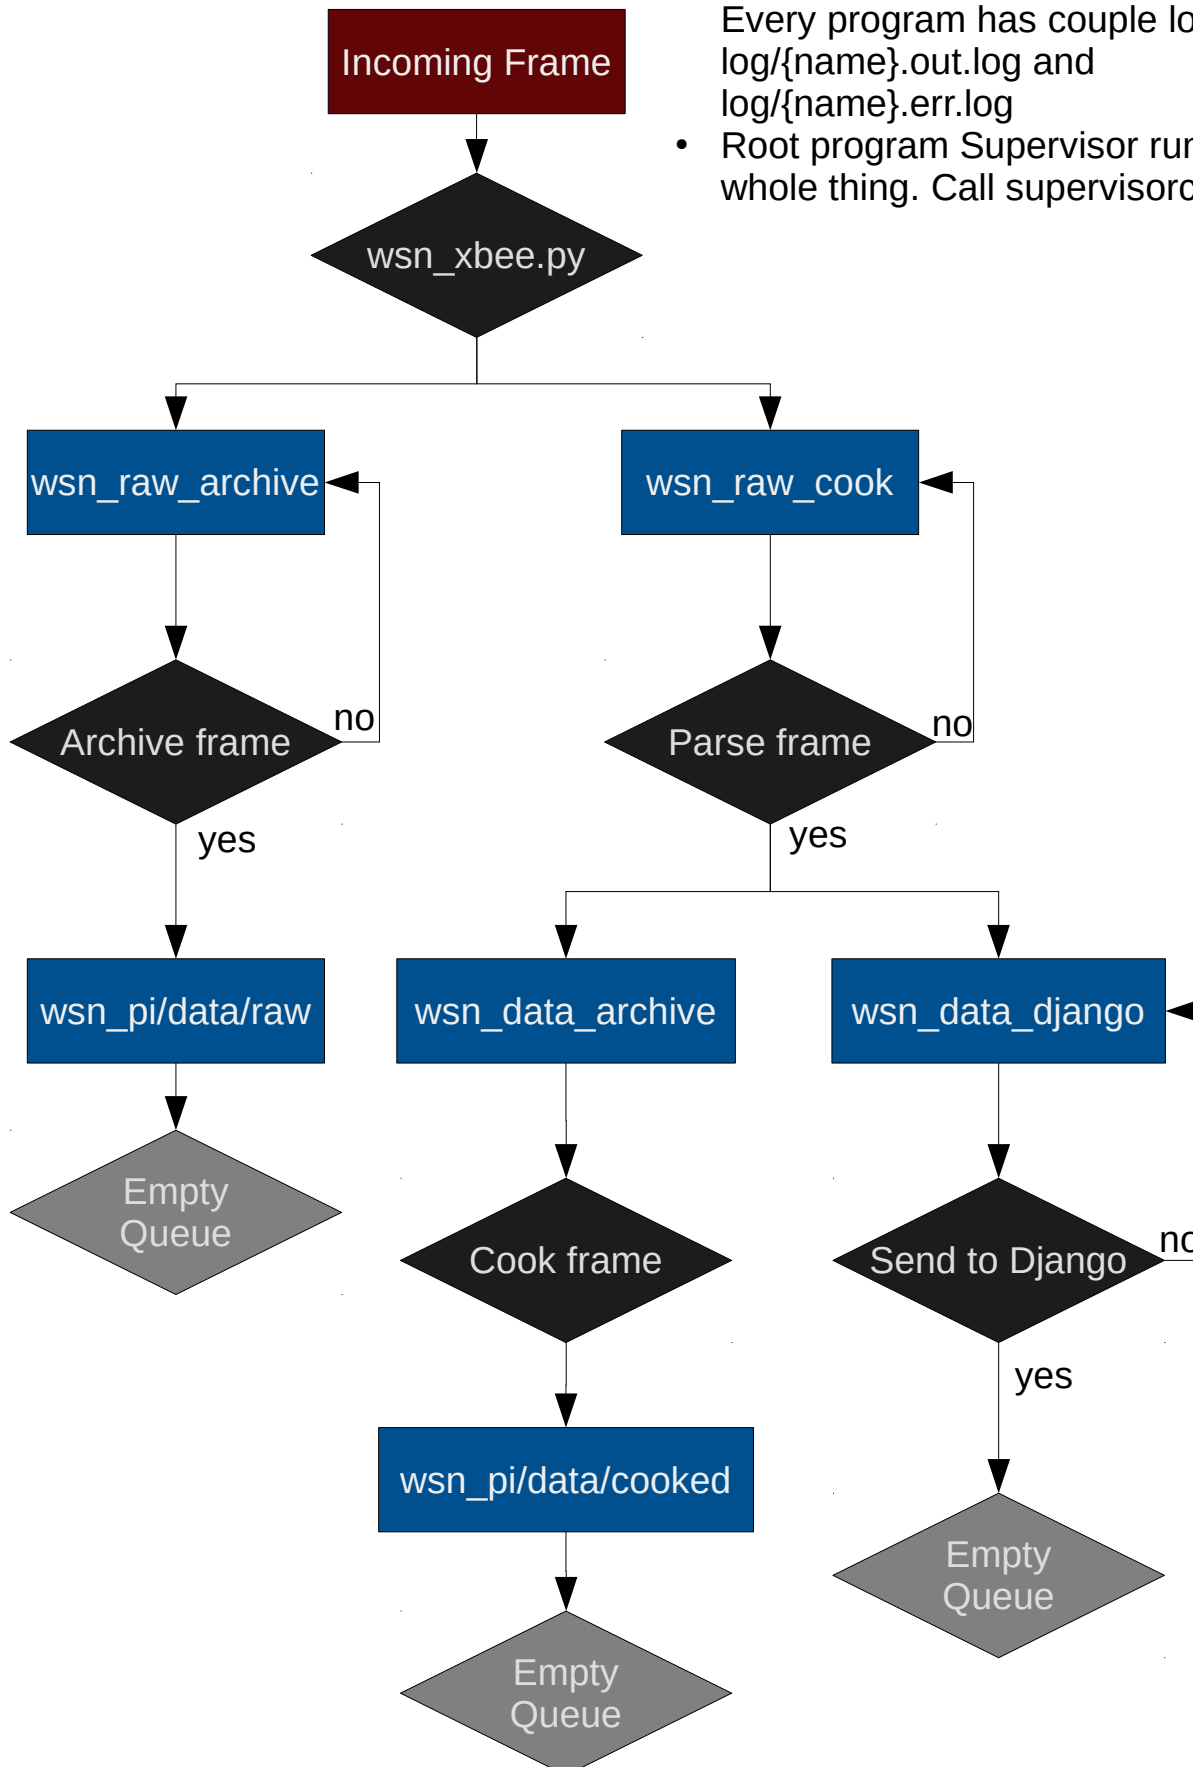 Every program has couple lo
log/{name}.out.log and
log/{name}.err.log
• Root program Supervisor run
whole thing. Call supervisorc
Incoming Frame
wsn_xbee.py
wsn_raw_archive
wsn_raw_cook
Archive frame
no
Parse frame
no
yes
yes
wsn_pi/data/raw
wsn_data_archive
wsn_data_django
Empty
Queue
Cook frame
Send to Django
no
yes
wsn_pi/data/cooked
Empty
Queue
Empty
Queue